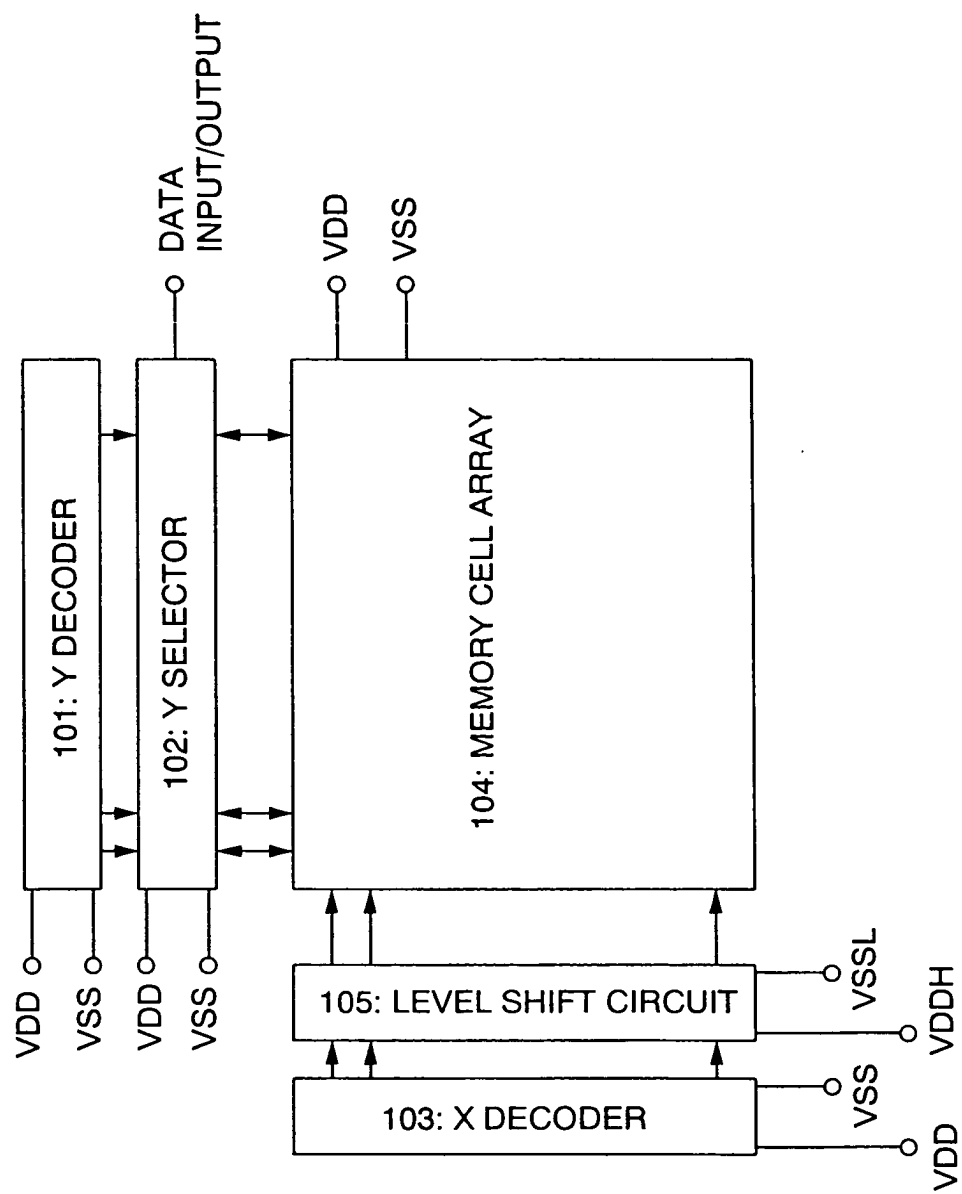 VDD
VSS
101: Y DECODER
VDD
VSS
102: Y SELECTOR
DATA
INPUT/OUTPUT
104: MEMORY CELL ARRAY
VDD
VSS
105: LEVEL SHIFT CIRCUIT
VSSL
VDDH
103: X DECODER
VSS
VDD